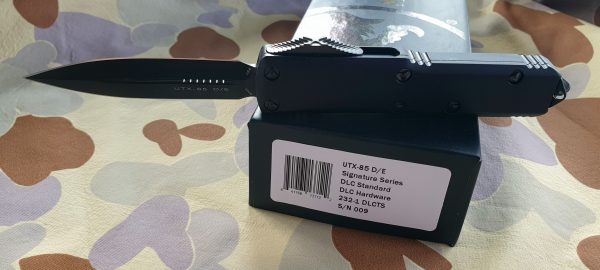 UTX-85 D/E
UTX-85 D/E
Signature Series
DLC Standard
DLC Hardware
232-1 DLCTS
S/N 009